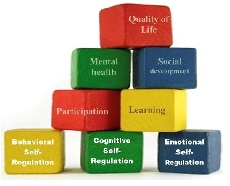 Quality of
Life
Mental
health
Social
development
Participation
Learning
Behavioral
Self-
Regulation
Cognitive
Self-
Regulation
Emotional
Self-
Regulation